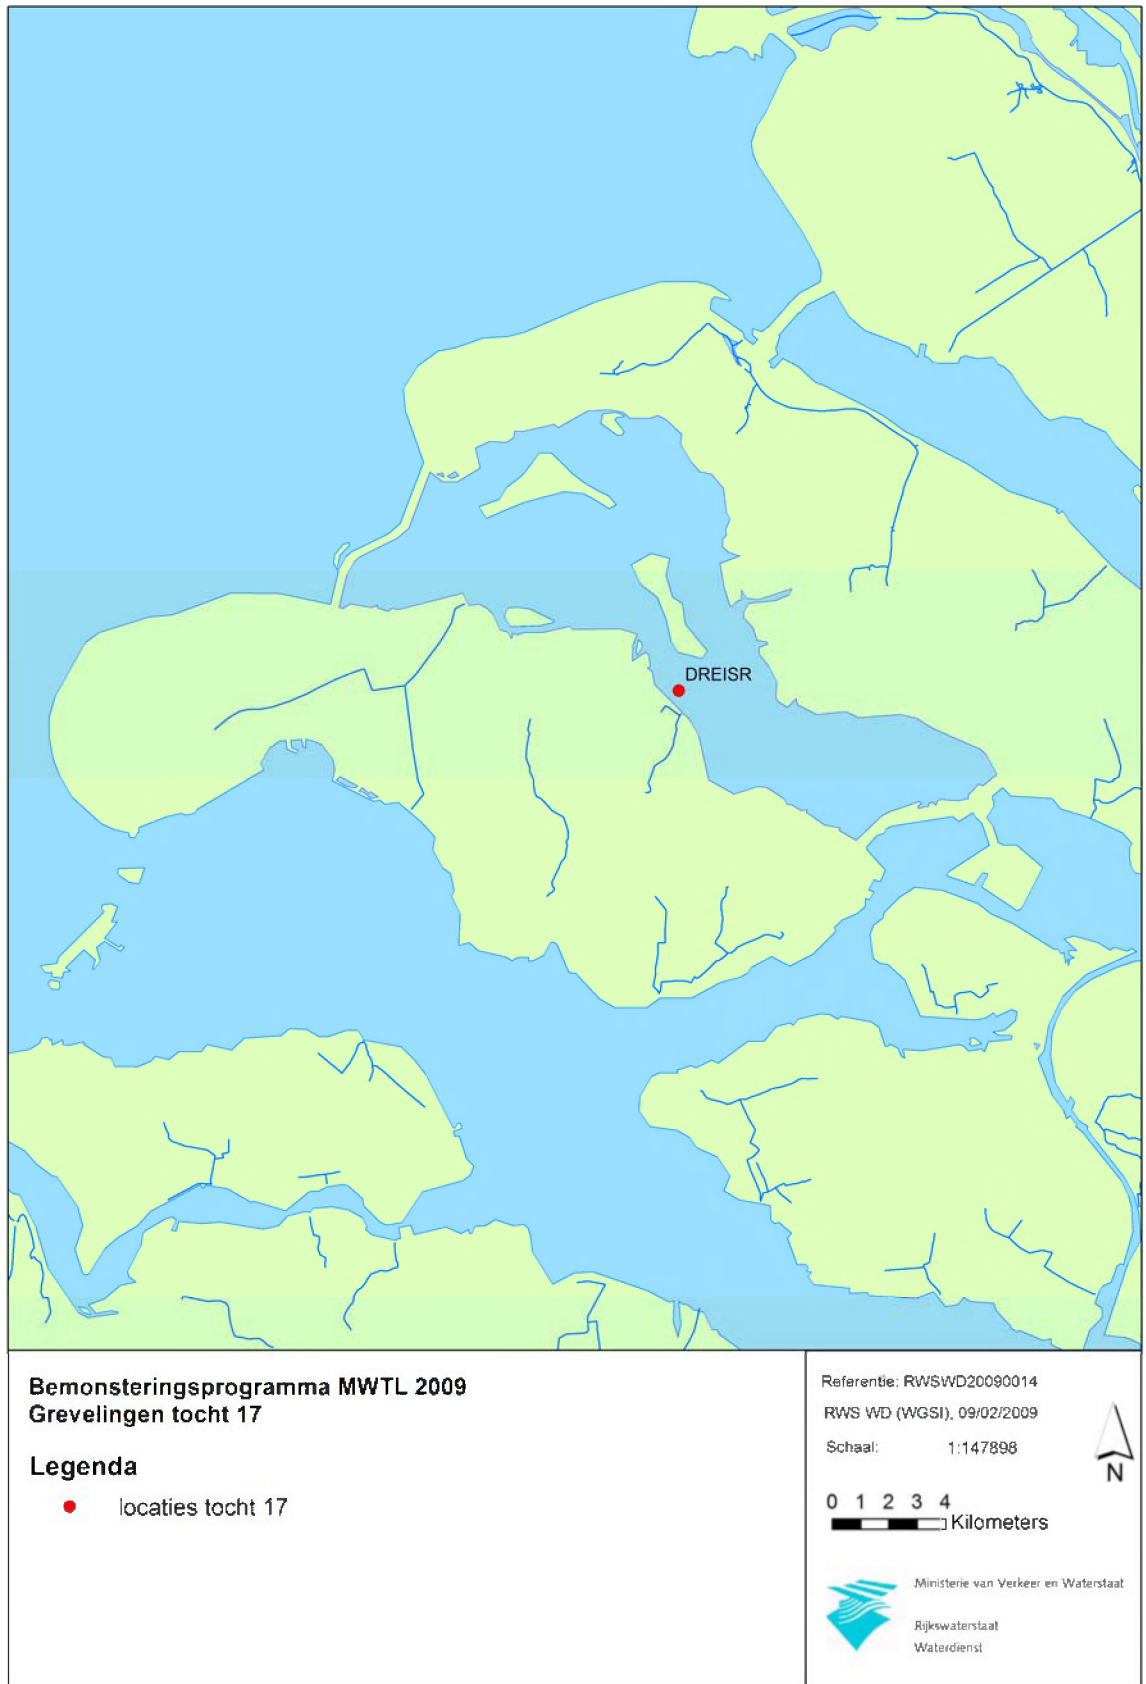 DREISR
Bemonsteringsprogramma MWTL 2009
Grevelingen tocht 17
Legenda
locaties tocht 17
Referentie: RWSWD20090014
RWS WD (WGSI), 09/02/2009
Schaal: 1:147898
N
0 1 2 3 4
Kilometers
Ministerie van Verkeer en Waterstaat
Rijkswaterstaat
Waterdienst